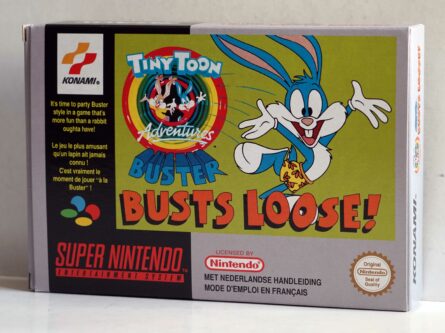 KONAMI®
It's time to party Buster
style in a game that's
more fun than a rabbit
oughta have!
Le jeu le plus amusant
qu'un lapin ait jamais
connu !
C'est vraiment le
moment de jouer "à la
Buster" !
TINY TOON
Adventures
BUSTER
BUSTS LOOSE!
SUPER NINTENDO
ENTERTAINMENT SYSTEM
LICENSED BY
Nintendo
MET NEDERLANDSE HANDLEIDING
MODE D'EMPLOI EN FRANÇAIS
Original
Nintendo
Seal of
Quality
KONAMI